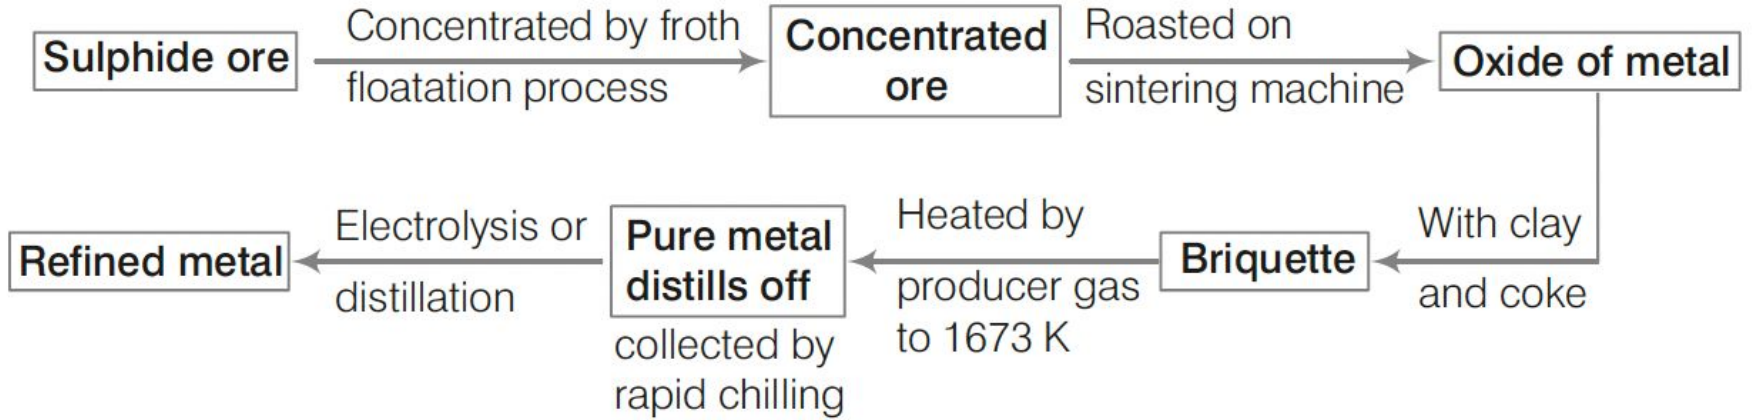 Sulphide ore
Concentrated by froth
floatation process
Concentrated
ore
Roasted on
sintering machine
Oxide of metal
With clay
and coke
Briquette
Heated by
producer gas
to 1673 K
Pure metal
distills off
collected by
rapid chilling
Electrolysis or
distillation
Refined metal